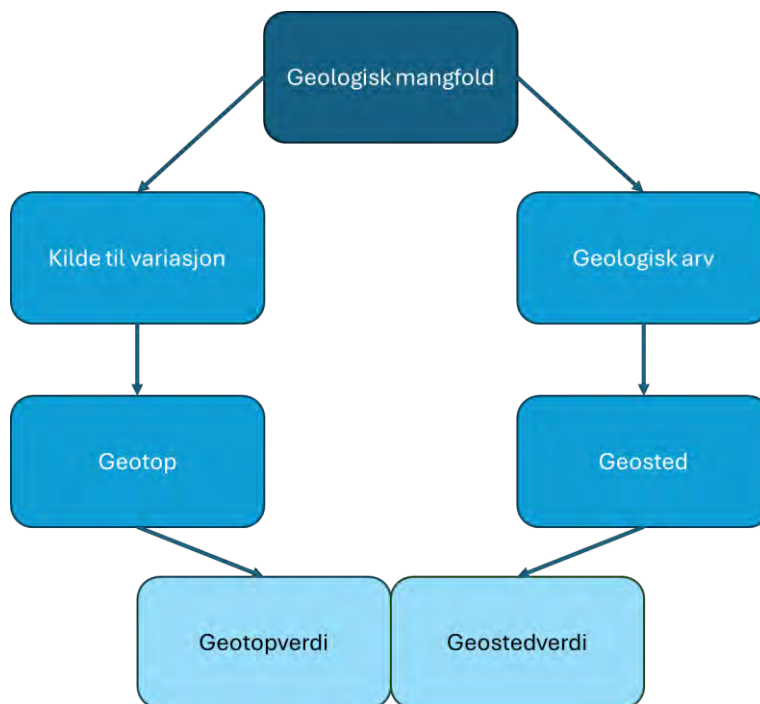 Geologisk mangfold
Kilde til variasjon
Geologisk arv
Geotop
Geosted
Geotopverdi
Geostedverdi